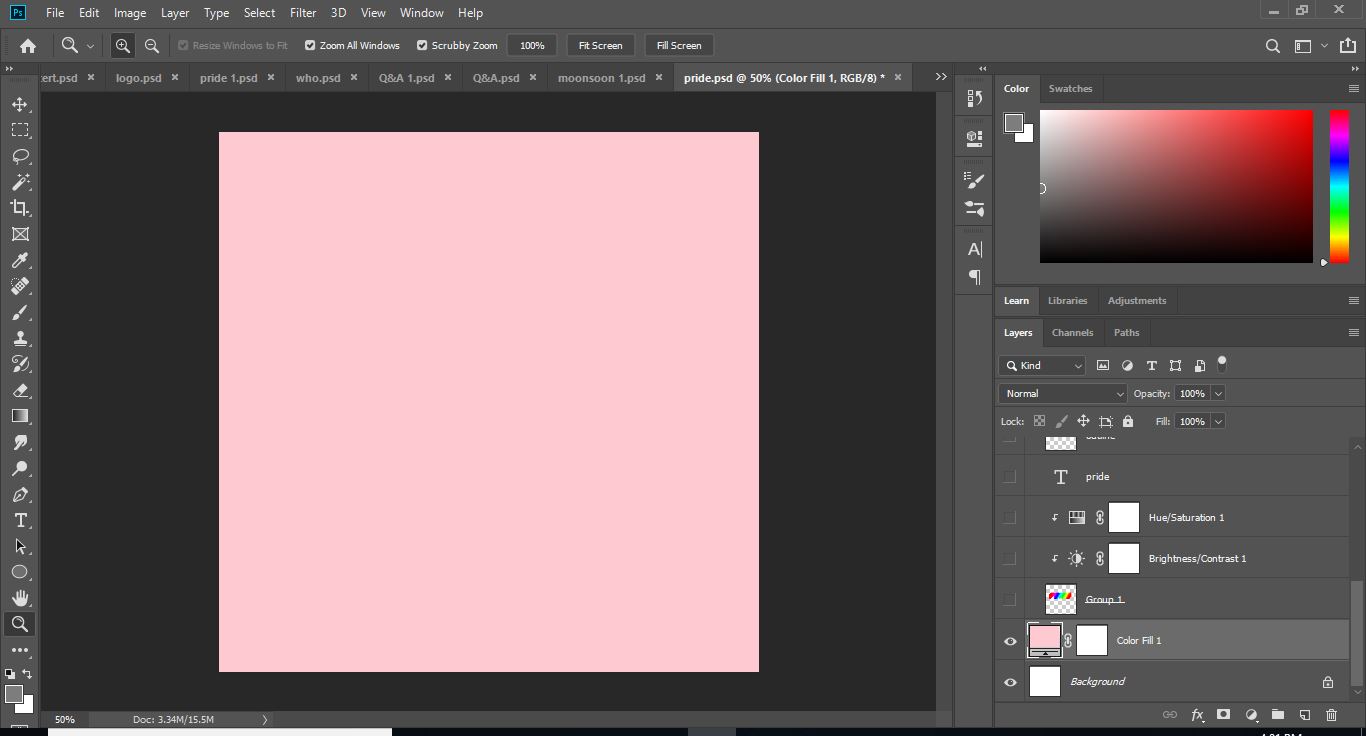 Ps File Edit Image Layer Type Select Filter 3D View Window Help
Resize Windows to Fit Zoom All Windows Scrubby Zoom 100% Fit Screen Fill Screen
ert.psd logo.psd pride 1.psd who.psd Q&A 1.psd Q&A.psd moonsoon 1.psd pride.psd @ 50% (Color Fill 1, RGB/8) *
Color Swatches
Learn Libraries Adjustments
Layers Channels Paths
Kind
Normal Opacity: 100%
Lock: Fill: 100%
pride
Hue/Saturation 1
Brightness/Contrast 1
Group 1
Color Fill 1
Background
fx
50% Doc: 3.34M/15.5M